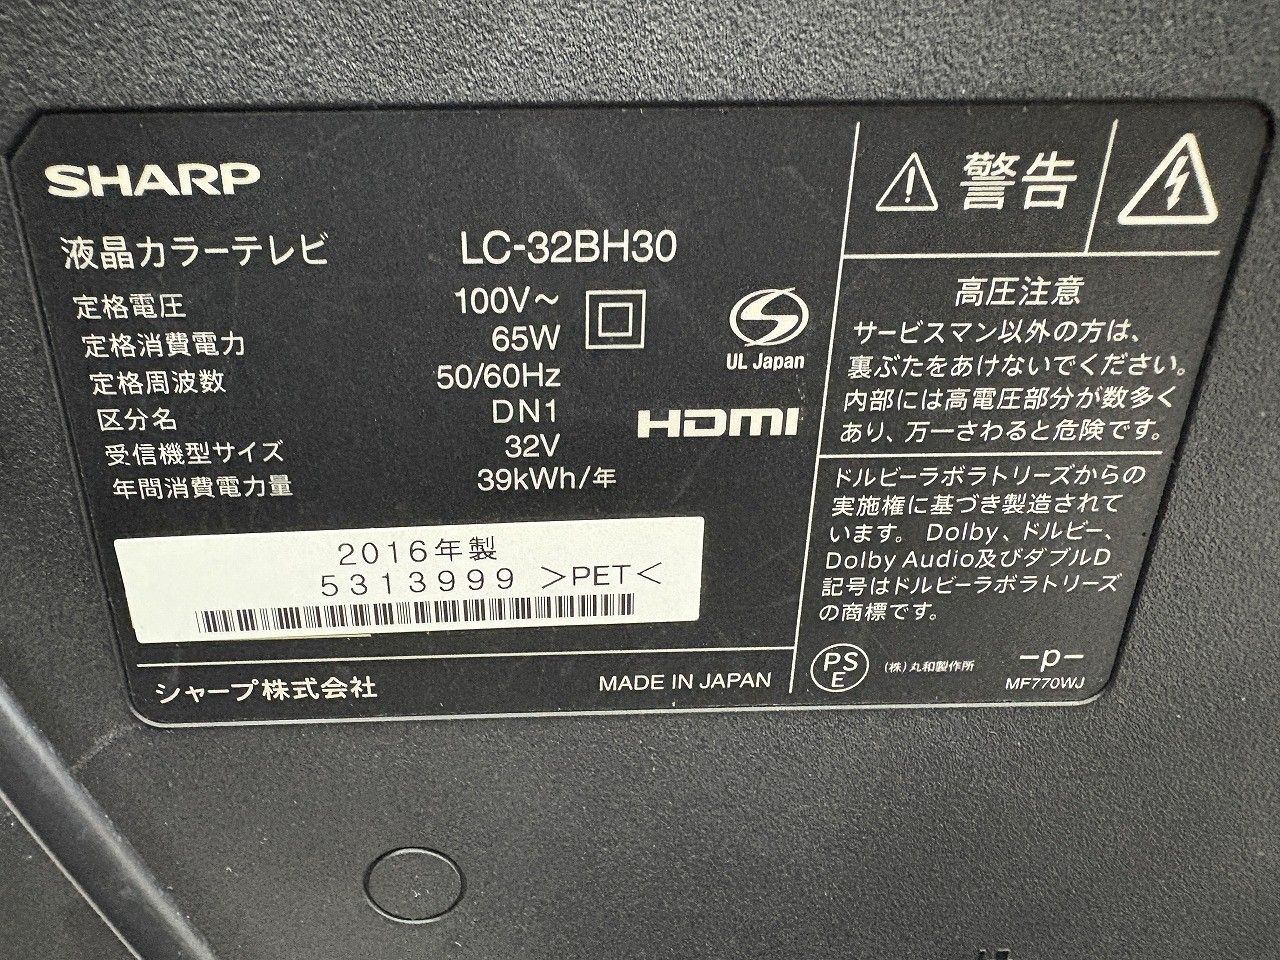 SHARP
液晶カラーテレビ LC-32BH30
定格電圧 100V～
定格消費電力 65W
定格周波数 50/60Hz
区分名 DN1
受信機型サイズ 32V
年間消費電力量 39kWh/年
UL Japan
HDMI
2016年製
5313999 >PET<
シャープ株式会社 MADE IN JAPAN
警告
高圧注意
サービスマン以外の方は、
裏ぶたをあけないでください。
内部には高電圧部分が数多く
あり、万一さわると危険です。
ドルビーラボラトリーズからの
実施権に基づき製造されて
います。Dolby、ドルビー、
Dolby Audio及びダブルD
記号はドルビーラボラトリーズ
の商標です。
PSE (株)丸和製作所 -p-
MF770WJ